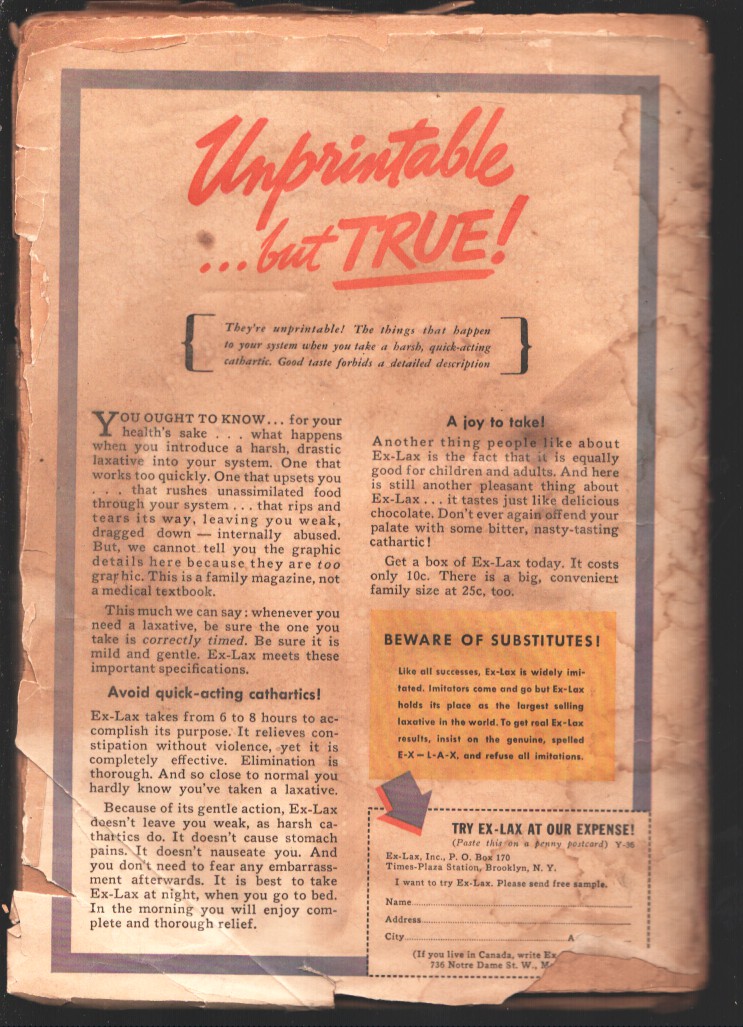 Unprintable
...but TRUE!
They're unprintable! The things that happen
to your system when you take a harsh, quick-acting
cathartic. Good taste forbids a detailed description
YOU OUGHT TO KNOW... for your
health's sake . . . what happens
when you introduce a harsh, drastic
laxative into your system. One that
works too quickly. One that upsets you
. . . that rushes unassimilated food
through your system . . . that rips and
tears its way, leaving you weak,
dragged down — internally abused.
But, we cannot tell you the graphic
details here because they are too
graphic. This is a family magazine, not
a medical textbook.
This much we can say: whenever you
need a laxative, be sure the one you
take is correctly timed. Be sure it is
mild and gentle. Ex-Lax meets these
important specifications.
Avoid quick-acting cathartics!
Ex-Lax takes from 6 to 8 hours to ac-
complish its purpose. It relieves con-
stipation without violence, yet it is
completely effective. Elimination is
thorough. And so close to normal you
hardly know you've taken a laxative.
Because of its gentle action, Ex-Lax
doesn't leave you weak, as harsh ca-
thartics do. It doesn't cause stomach
pains. It doesn't nauseate you. And
you don't need to fear any embarrass-
ment afterwards. It is best to take
Ex-Lax at night, when you go to bed.
In the morning you will enjoy com-
plete and thorough relief.
A joy to take!
Another thing people like about
Ex-Lax is the fact that it is equally
good for children and adults. And here
is still another pleasant thing about
Ex-Lax . . . it tastes just like delicious
chocolate. Don't ever again offend your
palate with some bitter, nasty-tasting
cathartic!
Get a box of Ex-Lax today. It costs
only 10c. There is a big, convenient
family size at 25c, too.
BEWARE OF SUBSTITUTES!
Like all successes, Ex-Lax is widely imi-
tated. Imitators come and go but Ex-Lax
holds its place as the largest selling
laxative in the world. To get real Ex-Lax
results, insist on the genuine, spelled
E-X—L-A-X, and refuse all imitations.
TRY EX-LAX AT OUR EXPENSE!
(Paste this on a penny postcard) Y-36
Ex-Lax, Inc., P. O. Box 170
Times-Plaza Station, Brooklyn, N. Y.
I want to try Ex-Lax. Please send free sample.
Name
Address
City
(If you live in Canada, write Ex
736 Notre Dame St. W., M